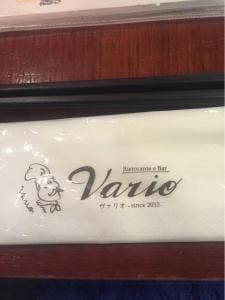 Ristorante e Bar
Vario
ヴァリオ -since 2012-